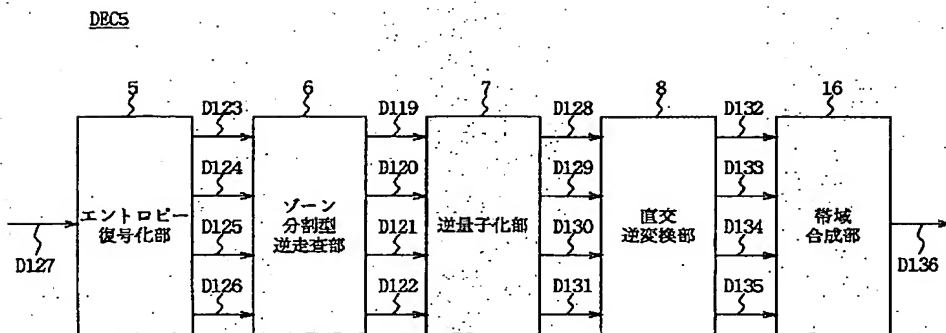 DEC5
5 6 7 8 16
D123 D119 D128 D132
D124 D120 D129 D133
エントロピー
復号化部
ゾーン
分割型
逆走査部
逆量子化部
直交
逆変換部
帯域
合成部
D125 D121 D130 D134
D127 D136
D126 D122 D131 D135